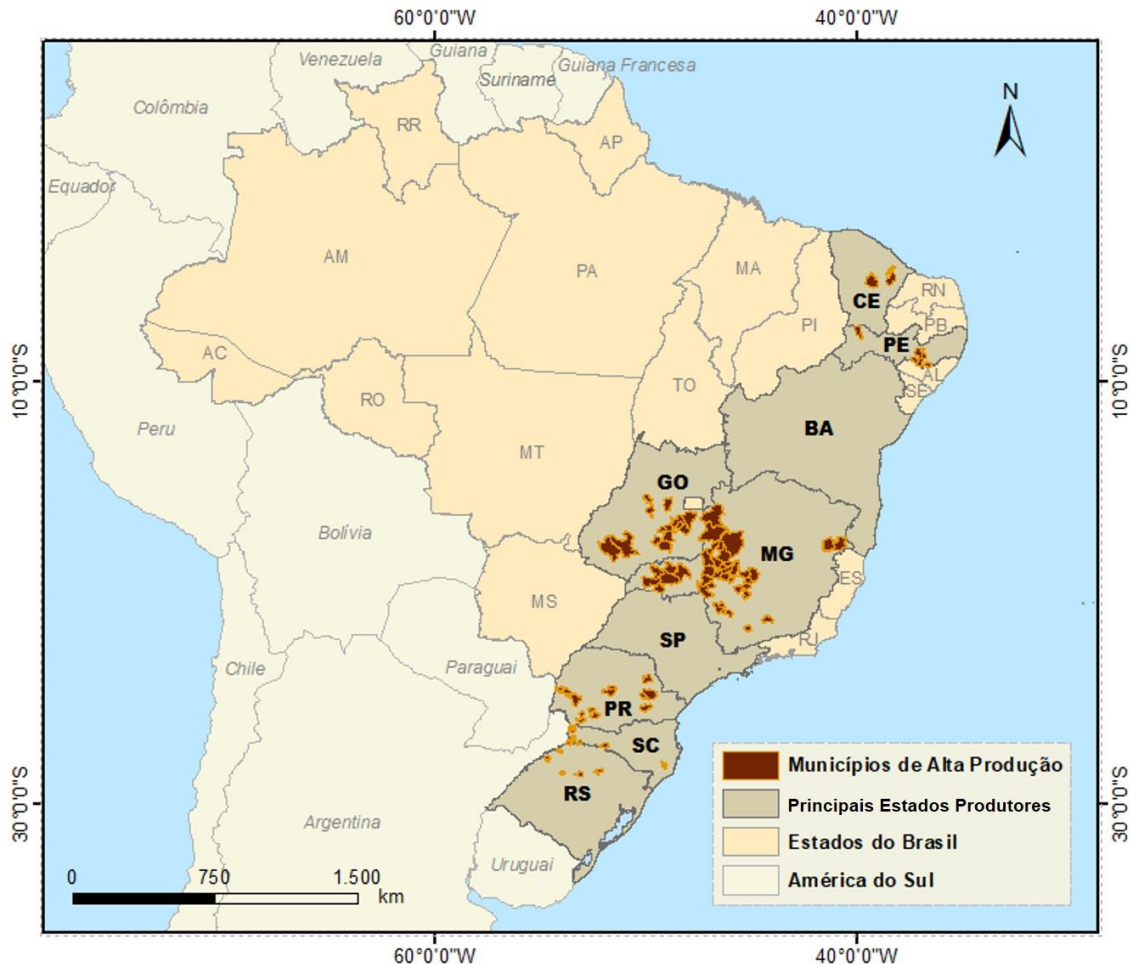 60°0'0"W
40°0'0"W
Venezuela
Guiana
Suriname
Guiana Francesa
Colômbia
N
RR
AP
Equador
AM
PA
MA
CE
RN
PI
PB
PE
AC
AL
SE
10°0'0"S
10°0'0"S
RO
TO
Peru
BA
MT
GO
Bolívia
MG
ES
MS
SP
RJ
Paraguai
Chile
PR
SC
Municípios de Alta Produção
RS
Principais Estados Produtores
30°0'0"S
30°0'0"S
Argentina
Estados do Brasil
Uruguai
América do Sul
0
750
1.500
km
60°0'0"W
40°0'0"W